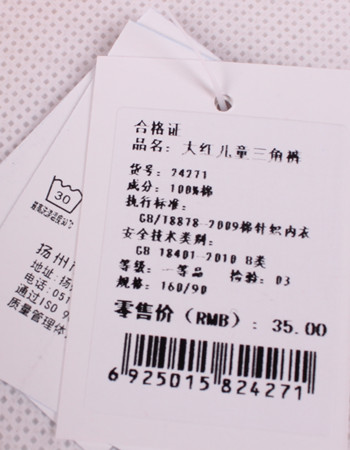 合格证
品名：大红儿童三角裤
货号：24271
成分：100%棉
执行标准：
GB/T8878-2009棉针织内衣
安全技术类别：
GB 18401-2010 B类
等级：一等品 检验：03
规格：160/90
零售价（RMB）：35.00
6 925015 824271
30
扬州
地址：扬
电话：051
通过ISO 9
质量管理体